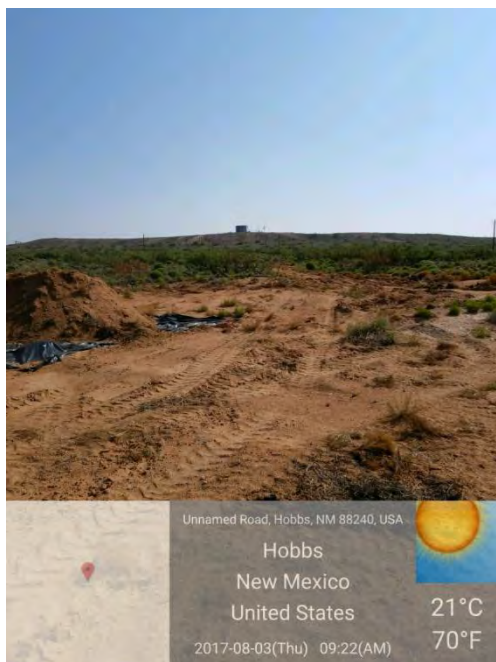 Unnamed Road, Hobbs, NM 88240, USA
Hobbs
New Mexico
United States
2017-08-03(Thu) 09:22(AM)
21°C
70°F